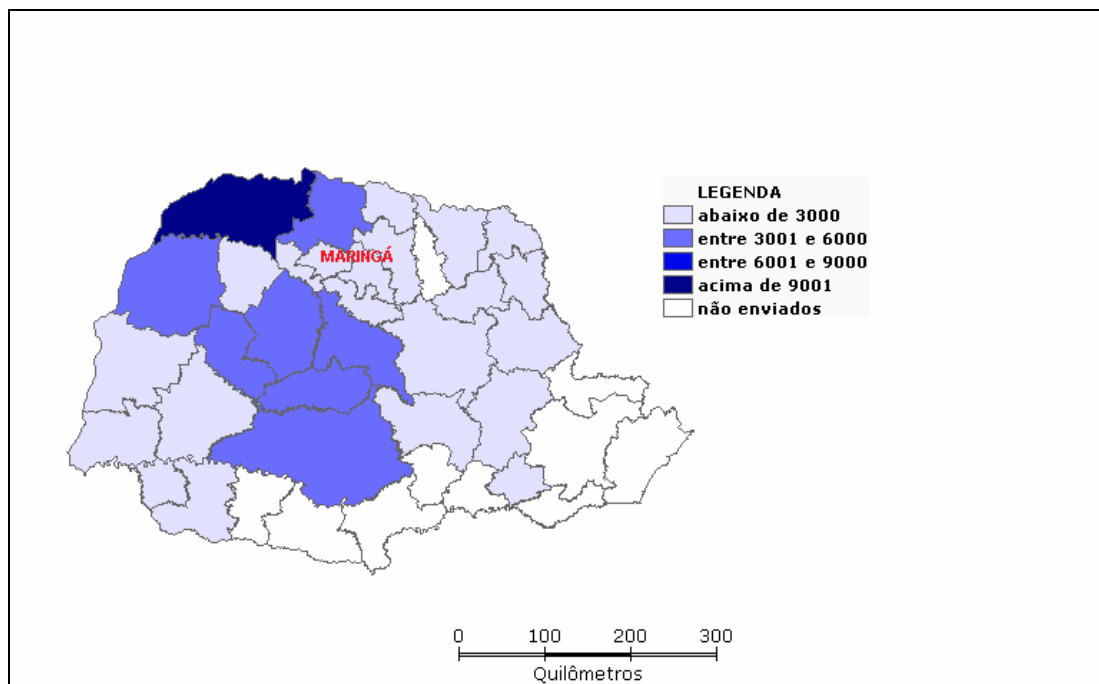 MARINGÁ
LEGENDA
abaixo de 3000
entre 3001 e 6000
entre 6001 e 9000
acima de 9001
não enviados
0 100 200 300
Quilômetros